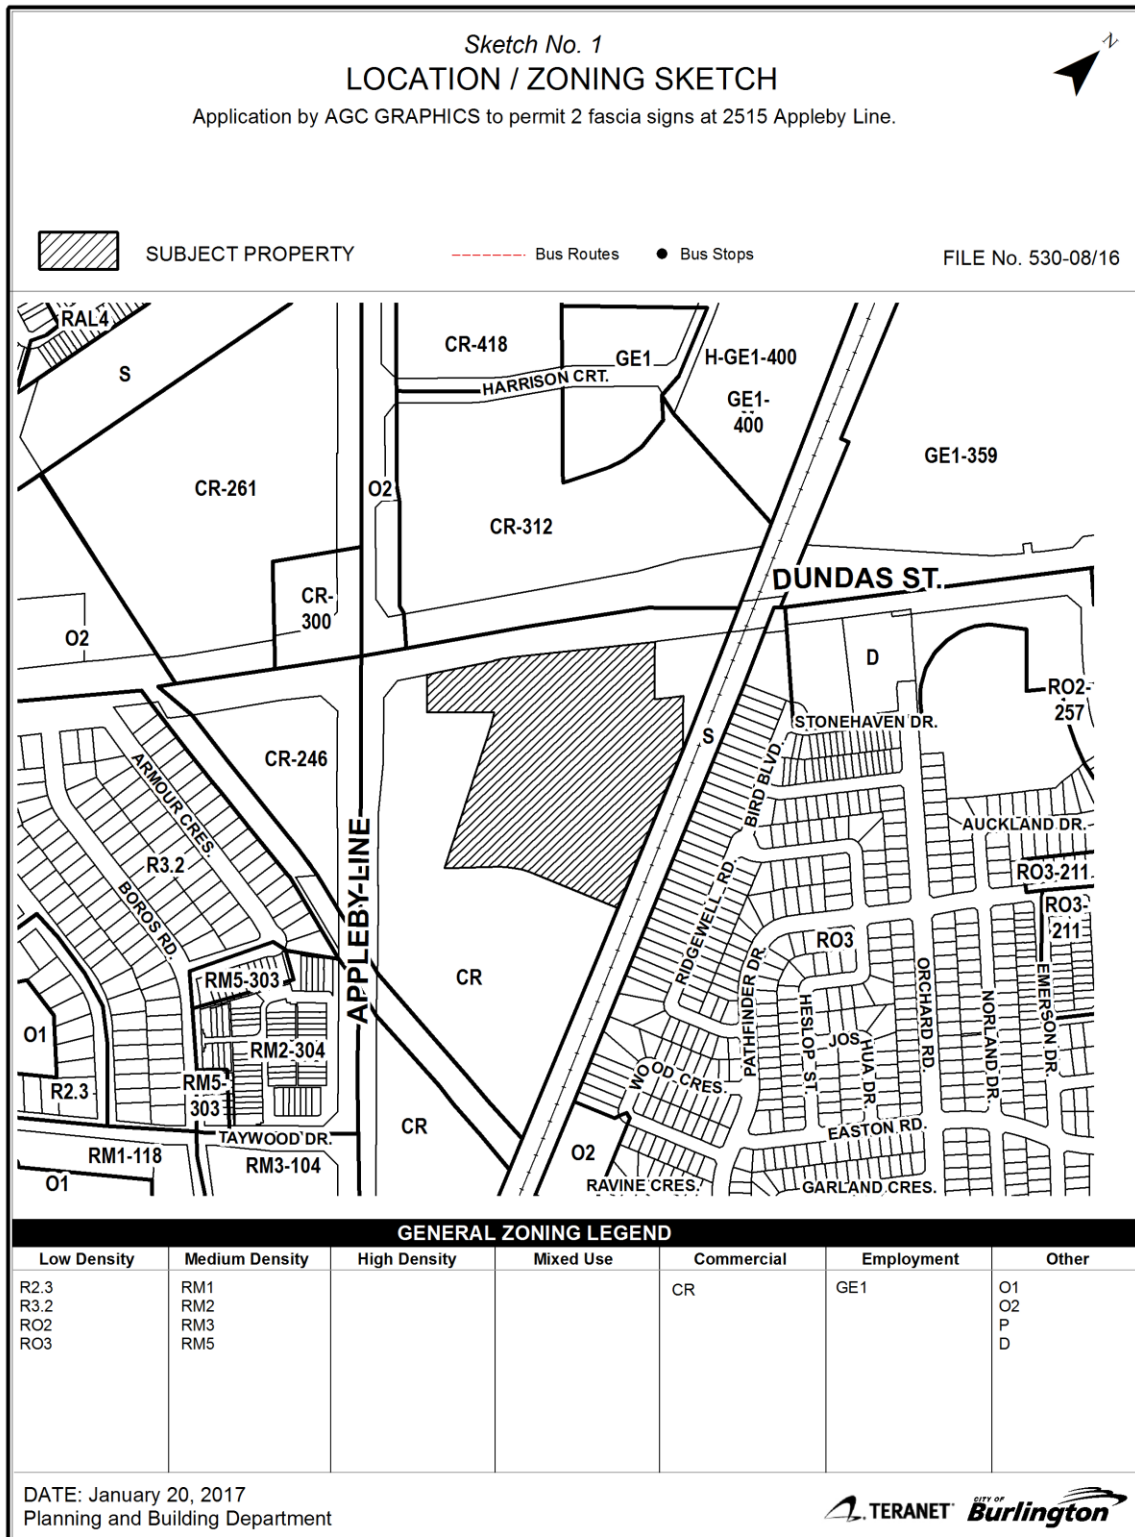 Sketch No. 1
LOCATION / ZONING SKETCH
Application by AGC GRAPHICS to permit 2 fascia signs at 2515 Appleby Line.
N
SUBJECT PROPERTY
Bus Routes
Bus Stops
FILE No. 530-08/16
RAL4
S
CR-418
GE1
H-GE1-400
HARRISON CRT.
GE1-
400
GE1-359
CR-261
O2
CR-312
DUNDAS ST.
CR-
300
O2
D
RO2-
257
STONEHAVEN DR.
S
CR-246
BIRD BLVD.
ARMOUR CRES.
AUCKLAND DR.
R3.2
APPLEBY LINE
RO3-211
BOROS RD.
RIDGEWELL RD.
RO3-
211
RO3
RM5-303
CR
PATHFINDER DR.
HESLOP ST.
ORCHARD RD.
NORLAND DR.
EMERSON DR.
O1
RM2-304
JOSHUA DR.
R2.3
RM5-
303
WOOD CRES.
CR
EASTON RD.
TAYWOOD DR.
RM1-118
RM3-104
O2
O1
RAVINE CRES.
GARLAND CRES.
GENERAL ZONING LEGEND
Low Density
Medium Density
High Density
Mixed Use
Commercial
Employment
Other
R2.3
RM1
CR
GE1
O1
R3.2
RM2
O2
RO2
RM3
P
RO3
RM5
D
DATE: January 20, 2017
Planning and Building Department
TERANET
CITY OF
Burlington